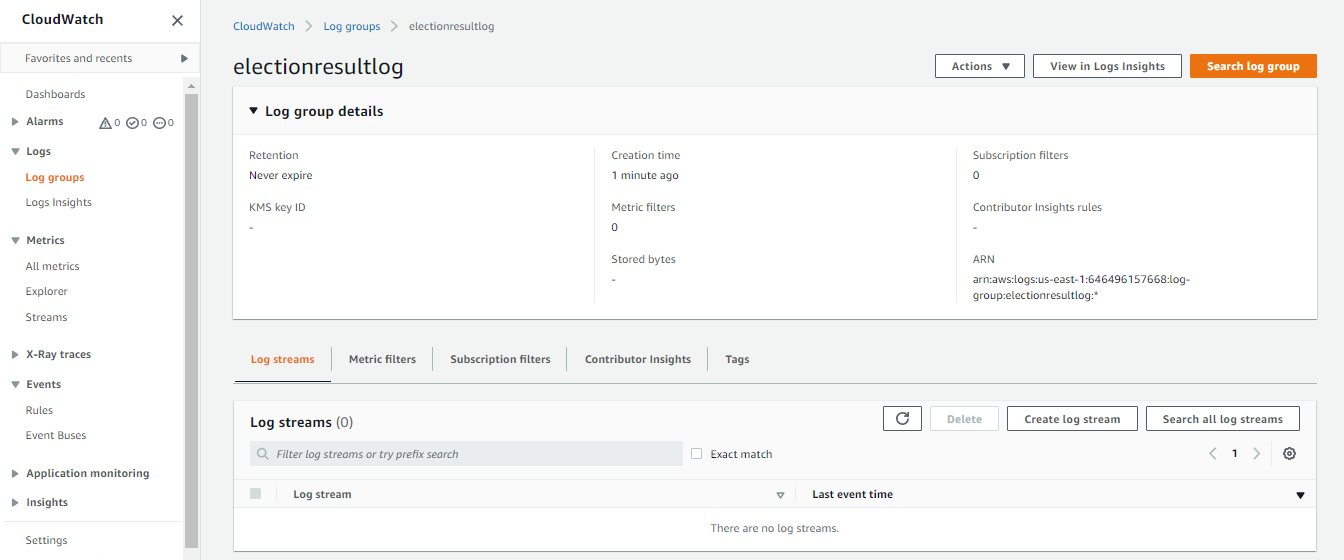 CloudWatch
Favorites and recents
Dashboards
Alarms 0 0 0
Logs
Log groups
Logs Insights
Metrics
All metrics
Explorer
Streams
X-Ray traces
Events
Rules
Event Buses
Application monitoring
Insights
Settings
CloudWatch Log groups electionresultlog
electionresultlog
Actions View in Logs Insights Search log group
Log group details
Retention
Never expire
KMS key ID
-
Creation time
1 minute ago
Metric filters
0
Stored bytes
-
Subscription filters
0
Contributor Insights rules
-
ARN
arn:aws:logs:us-east-1:646496157668:log-
group:electionresultlog:*
Log streams Metric filters Subscription filters Contributor Insights Tags
Log streams (0)
Delete Create log stream Search all log streams
Filter log streams or try prefix search Exact match 1
Log stream Last event time
There are no log streams.